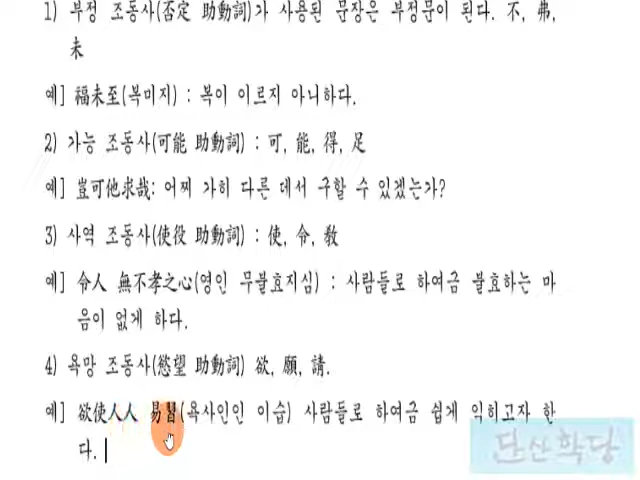 1) 부정 조동사(否定 助動詞)가 사용된 문장은 부정문이 된다. 不, 弗,
未
예] 福未至(복미지) : 복이 이르지 아니하다.
2) 가능 조동사(可能 助動詞) : 可, 能, 得, 足
예] 豈可他求哉: 어찌 가히 다른 데서 구할 수 있겠는가?
3) 사역 조동사(使役 助動詞) : 使, 令, 敎
예] 令人 無不孝之心(영인 무불효지심) : 사람들로 하여금 불효하는 마
음이 없게 하다.
4) 욕망 조동사(慾望 助動詞) 欲, 願, 請.
예] 欲使人人 易習(욕사인인 이습) 사람들로 하여금 쉽게 익히고자 한
다.
단산학당